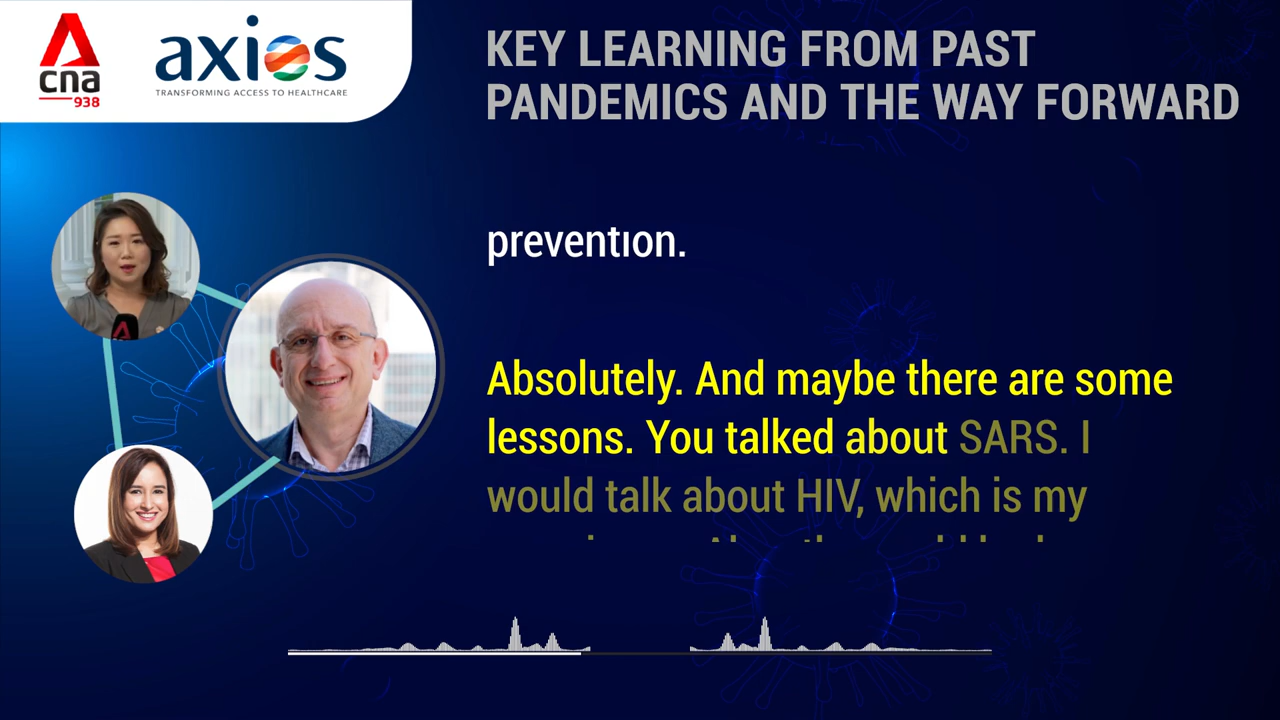 cna
938
axios
TRANSFORMING ACCESS TO HEALTHCARE
KEY LEARNING FROM PAST
PANDEMICS AND THE WAY FORWARD
prevention.
Absolutely. And maybe there are some
lessons. You talked about SARS. I
would talk about HIV, which is my